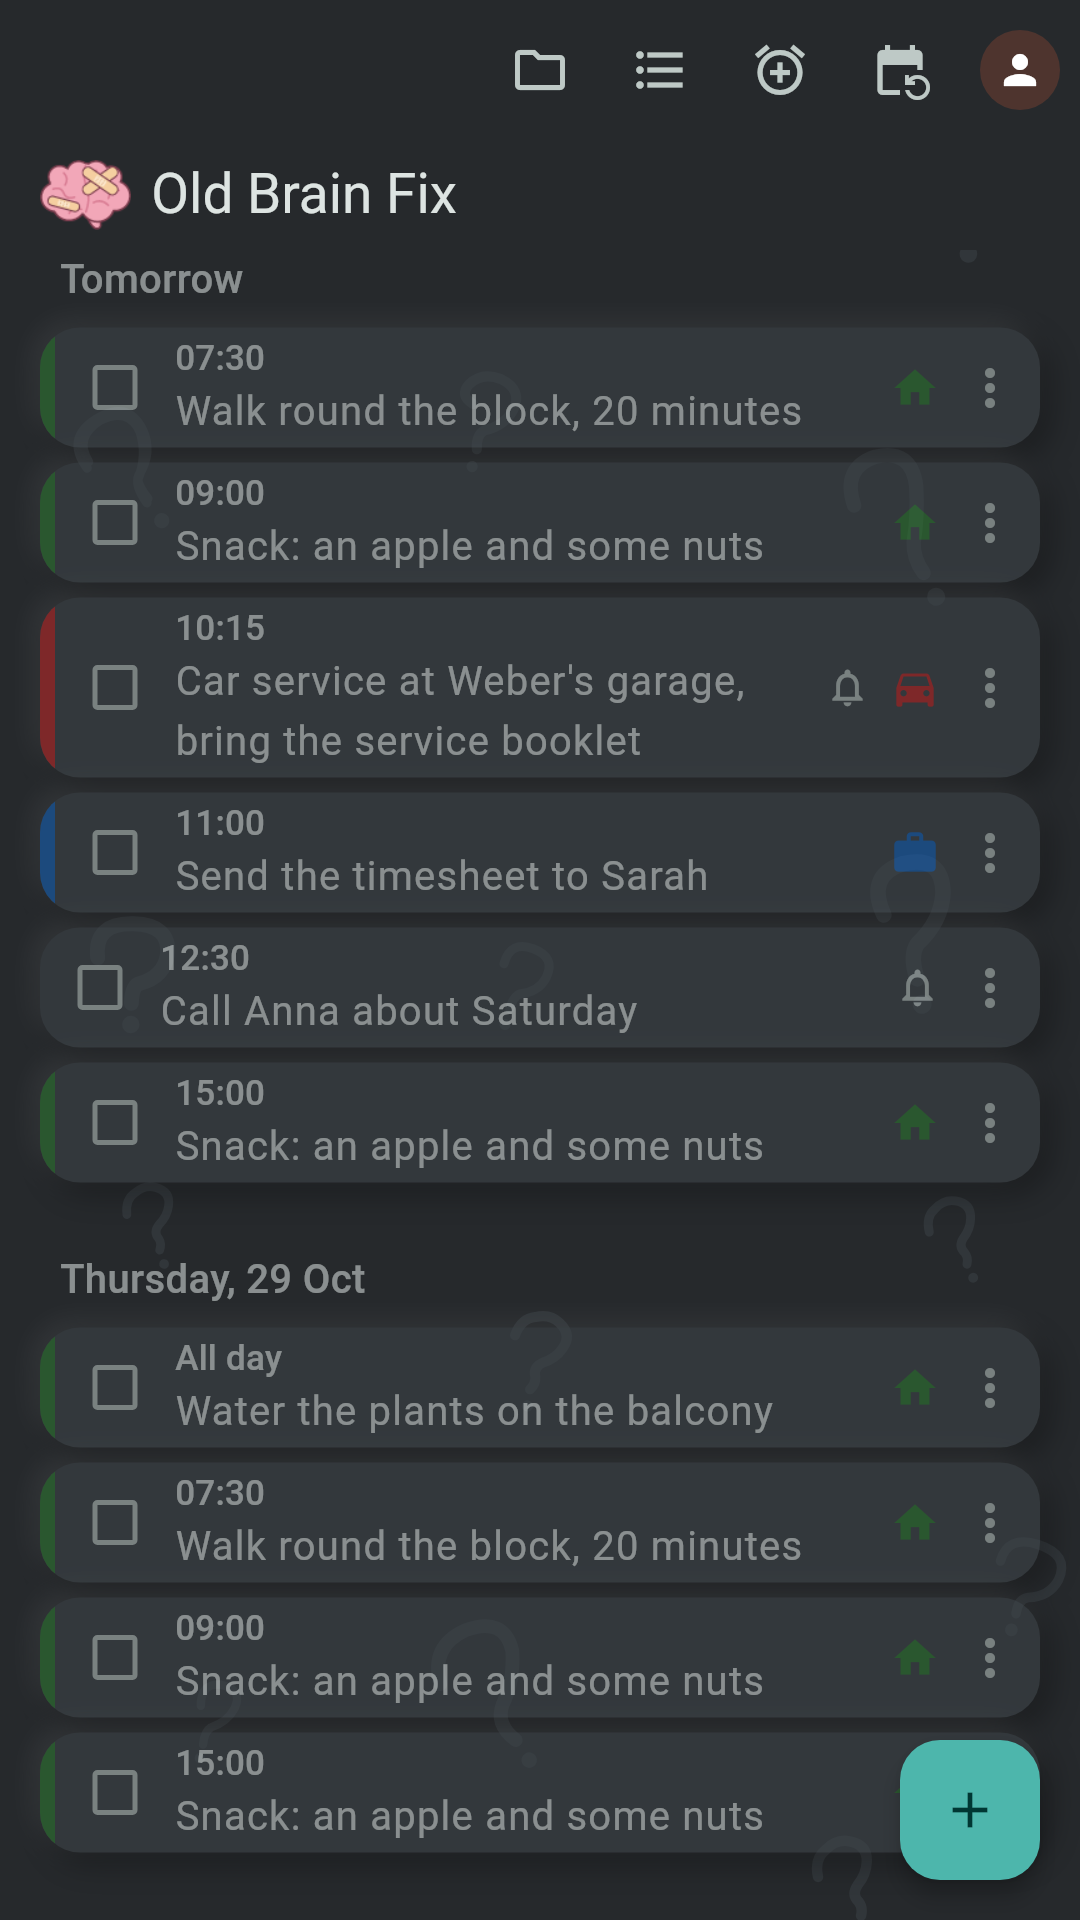 Old Brain Fix
Tomorrow
07:30
Walk round the block, 20 minutes
09:00
Snack: an apple and some nuts
10:15
Car service at Weber's garage,
bring the service booklet
11:00
Send the timesheet to Sarah
12:30
Call Anna about Saturday
15:00
Snack: an apple and some nuts
Thursday, 29 Oct
All day
Water the plants on the balcony
07:30
Walk round the block, 20 minutes
09:00
Snack: an apple and some nuts
15:00
Snack: an apple and some nuts